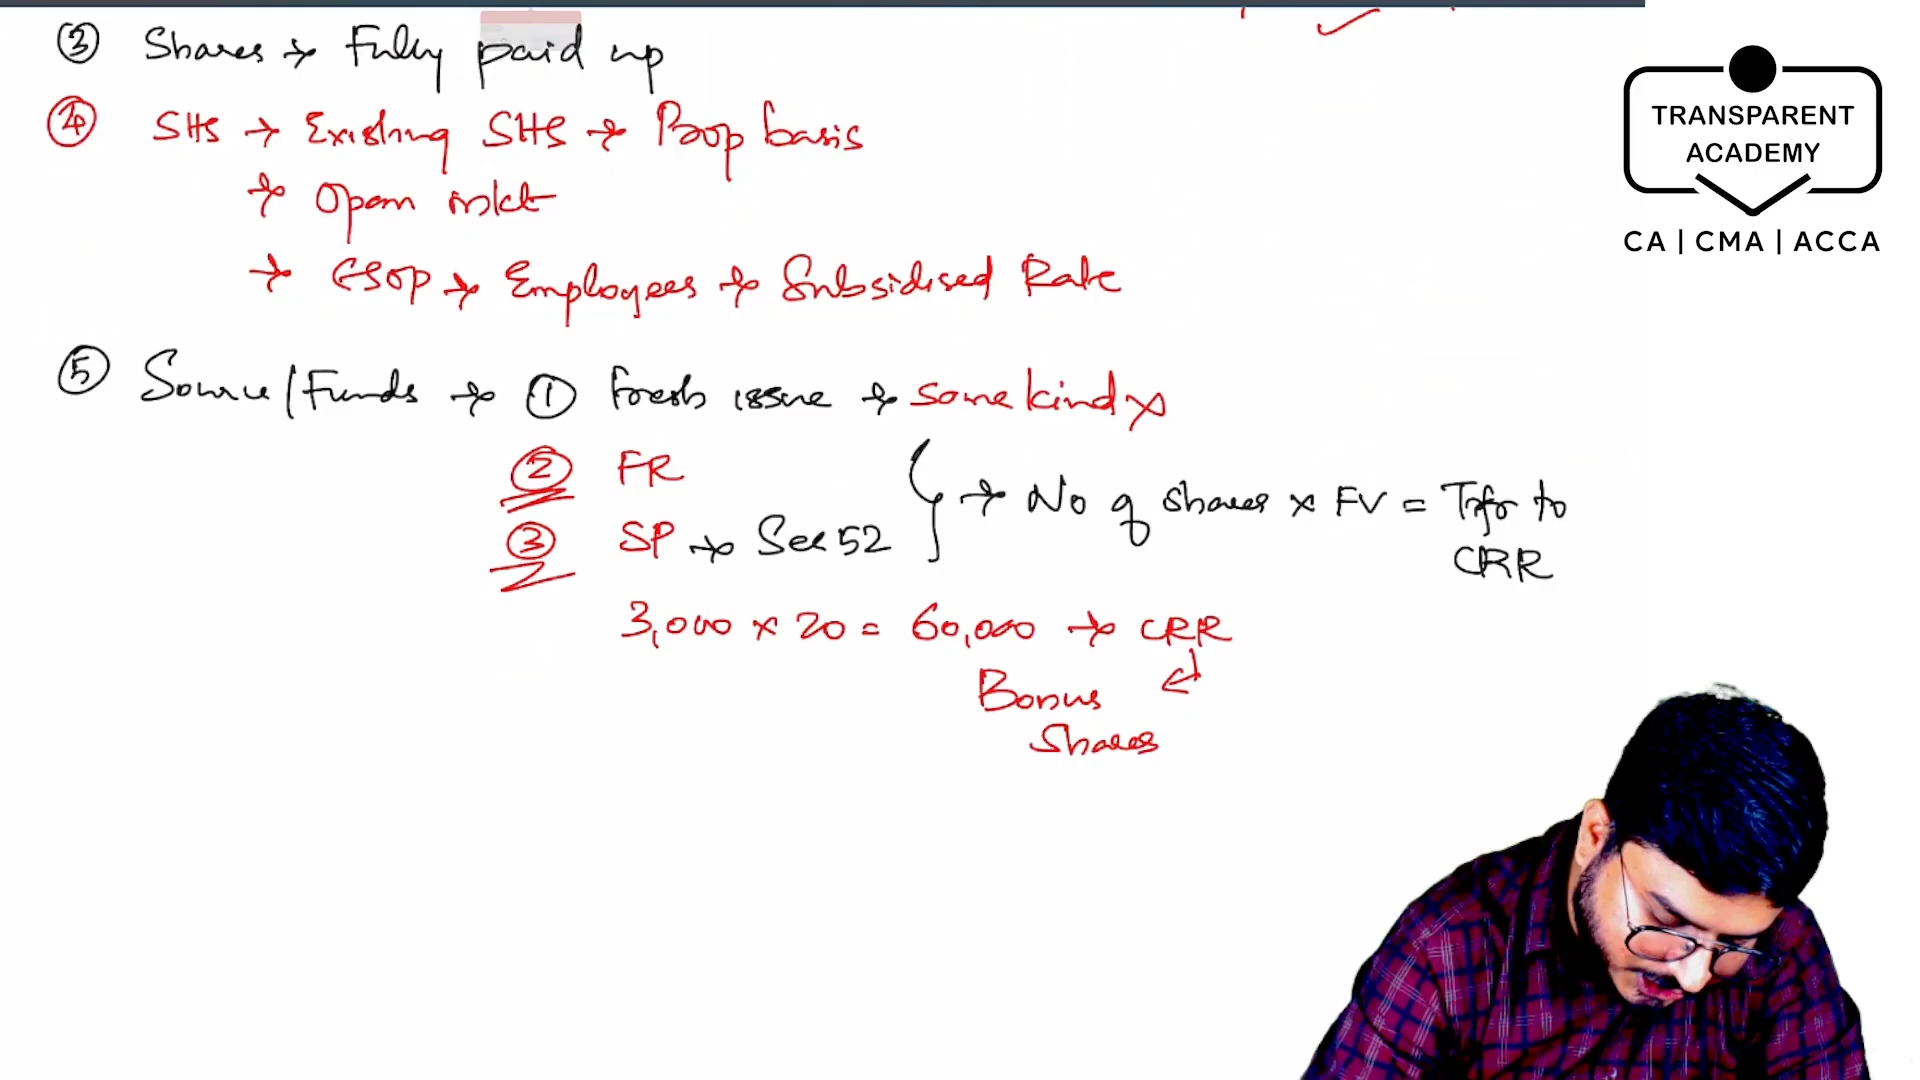 ③ Shares → Fully paid up
④ SHS → Existing SHS → Prop basis
→ Open mkt
→ ESOP → Employees → Subsidised Rate
⑤ Source/Funds → ① Fresh issue → same kind x
② FR
③ SP → Sec 52
} → No of shares x FV = Trfr to CRR
3,000 x 20 = 60,000 → CRR
Bonus
Shares
TRANSPARENT
ACADEMY
CA | CMA | ACCA